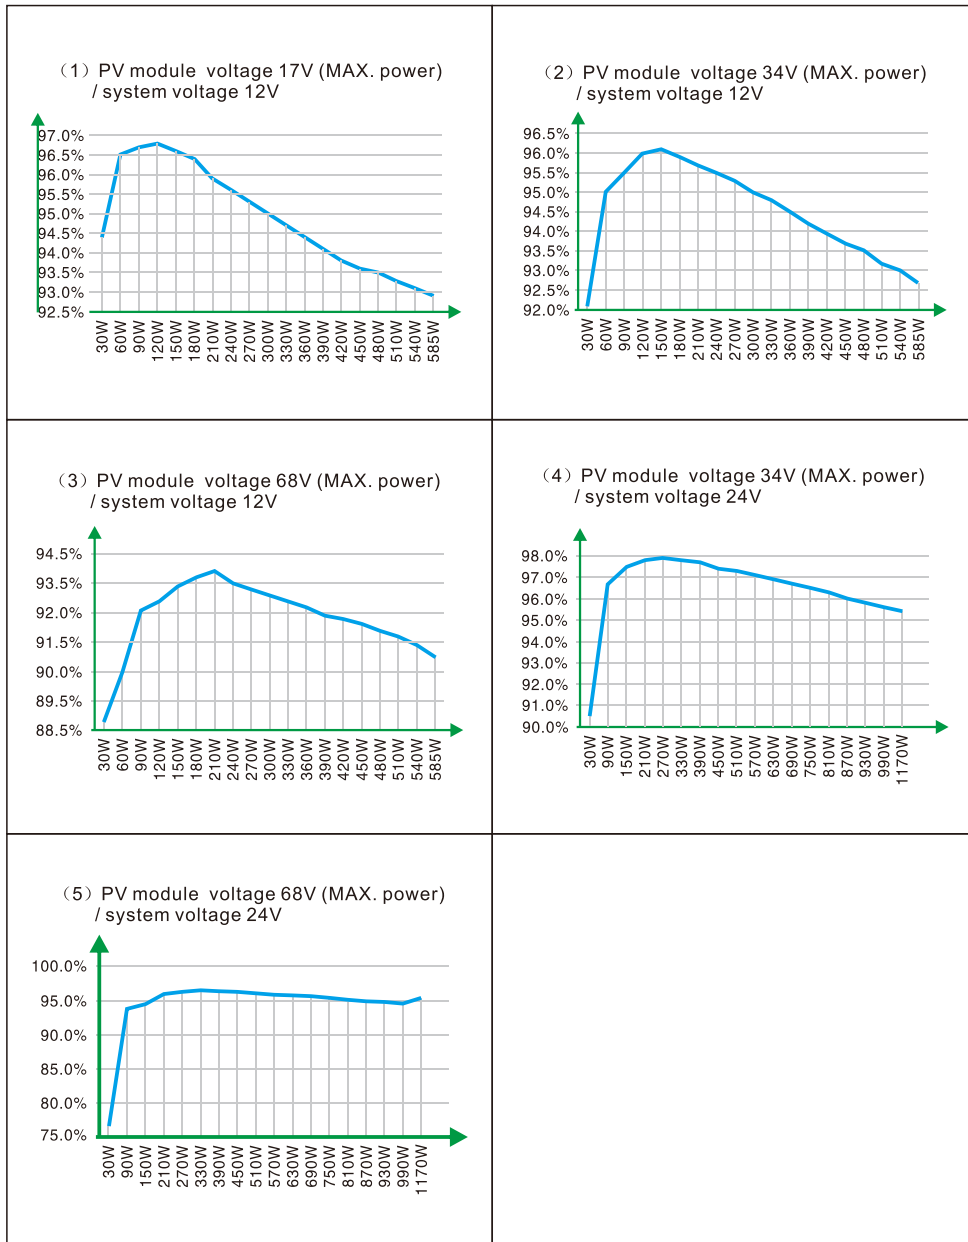 （1）PV module voltage 17V (MAX. power)
/ system voltage 12V
97.0%
96.5%
96.0%
95.5%
95.0%
94.5%
94.0%
93.5%
93.0%
92.5%
30W 60W 90W 120W 150W 180W 210W 240W 270W 300W 330W 360W 390W 420W 450W 480W 510W 540W 585W
（2）PV module voltage 34V (MAX. power)
/ system voltage 12V
96.5%
96.0%
95.5%
95.0%
94.5%
94.0%
93.5%
93.0%
92.5%
92.0%
30W 60W 90W 120W 150W 180W 210W 240W 270W 300W 330W 360W 390W 420W 450W 480W 510W 540W 585W
（3）PV module voltage 68V (MAX. power)
/ system voltage 12V
94.5%
93.5%
92.0%
91.5%
90.0%
89.5%
88.5%
30W 60W 90W 120W 150W 180W 210W 240W 270W 300W 330W 360W 390W 420W 450W 480W 510W 540W 585W
（4）PV module voltage 34V (MAX. power)
/ system voltage 24V
98.0%
97.0%
96.0%
95.0%
94.0%
93.0%
92.0%
91.0%
90.0%
30W 90W 150W 210W 270W 330W 390W 450W 510W 570W 630W 690W 750W 810W 870W 930W 990W 1170W
（5）PV module voltage 68V (MAX. power)
/ system voltage 24V
100.0%
95.0%
90.0%
85.0%
80.0%
75.0%
30W 90W 150W 210W 270W 330W 390W 450W 510W 570W 630W 690W 750W 810W 870W 930W 990W 1170W